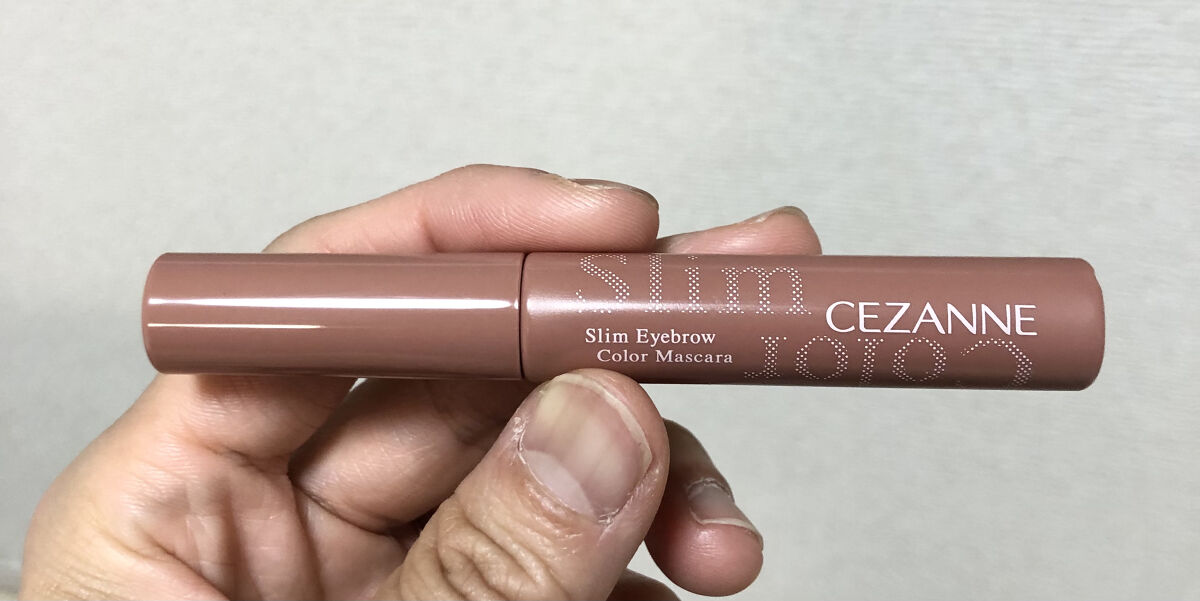 Slim
CEZANNE
Slim Eyebrow
Color Mascara
Color